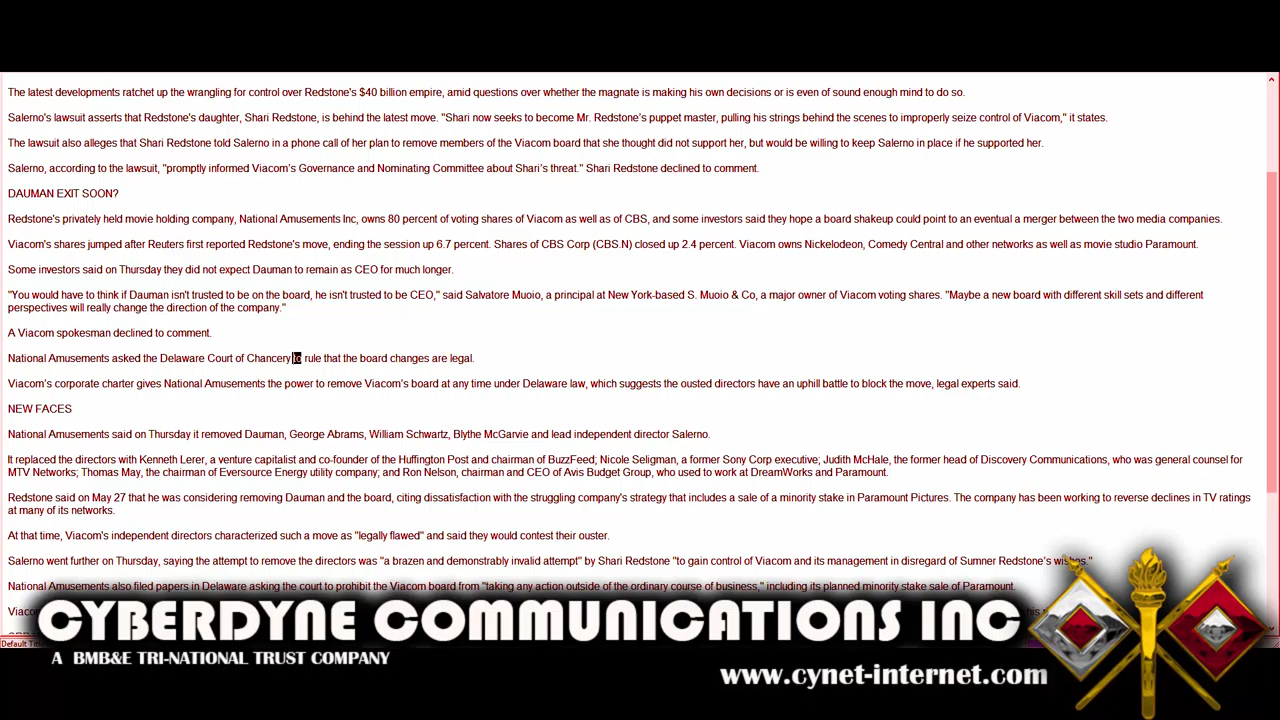 The latest developments ratchet up the wrangling for control over Redstone's $40 billion empire, amid questions over whether the magnate is making his own decisions or is even of sound enough mind to do so.
Salerno's lawsuit asserts that Redstone's daughter, Shari Redstone, is behind the latest move. "Shari now seeks to become Mr. Redstone's puppet master, pulling his strings behind the scenes to improperly seize control of Viacom," it states.
The lawsuit also alleges that Shari Redstone told Salerno in a phone call of her plan to remove members of the Viacom board that she thought did not support her, but would be willing to keep Salerno in place if he supported her.
Salerno, according to the lawsuit, "promptly informed Viacom's Governance and Nominating Committee about Shari's threat." Shari Redstone declined to comment.
DAUMAN EXIT SOON?
Redstone's privately held movie holding company, National Amusements Inc, owns 80 percent of voting shares of Viacom as well as of CBS, and some investors said they hope a board shakeup could point to an eventual a merger between the two media companies.
Viacom's shares jumped after Reuters first reported Redstone's move, ending the session up 6.7 percent. Shares of CBS Corp (CBS.N) closed up 2.4 percent. Viacom owns Nickelodeon, Comedy Central and other networks as well as movie studio Paramount.
Some investors said on Thursday they did not expect Dauman to remain as CEO for much longer.
"You would have to think if Dauman isn't trusted to be on the board, he isn't trusted to be CEO," said Salvatore Muoio, a principal at New York-based S. Muoio & Co, a major owner of Viacom voting shares. "Maybe a new board with different skill sets and different
perspectives will really change the direction of the company."
A Viacom spokesman declined to comment.
National Amusements asked the Delaware Court of Chancery to rule that the board changes are legal.
Viacom's corporate charter gives National Amusements the power to remove Viacom's board at any time under Delaware law, which suggests the ousted directors have an uphill battle to block the move, legal experts said.
NEW FACES
National Amusements said on Thursday it removed Dauman, George Abrams, William Schwartz, Blythe McGarvie and lead independent director Salerno.
It replaced the directors with Kenneth Lerer, a venture capitalist and co-founder of the Huffington Post and chairman of BuzzFeed; Nicole Seligman, a former Sony Corp executive; Judith McHale, the former head of Discovery Communications, who was general counsel for
MTV Networks; Thomas May, the chairman of Eversource Energy utility company; and Ron Nelson, chairman and CEO of Avis Budget Group, who used to work at DreamWorks and Paramount.
Redstone said on May 27 that he was considering removing Dauman and the board, citing dissatisfaction with the struggling company's strategy that includes a sale of a minority stake in Paramount Pictures. The company has been working to reverse declines in TV ratings
at many of its networks.
At that time, Viacom's independent directors characterized such a move as "legally flawed" and said they would contest their ouster.
Salerno went further on Thursday, saying the attempt to remove the directors was "a brazen and demonstrably invalid attempt" by Shari Redstone "to gain control of Viacom and its management in disregard of Sumner Redstone's wishes."
National Amusements also filed papers in Delaware asking the court to prohibit the Viacom board from "taking any action outside of the ordinary course of business," including its planned minority stake sale of Paramount.
CYBERDYNE COMMUNICATIONS INC
A BMB&E TRI-NATIONAL TRUST COMPANY
www.cynet-internet.com